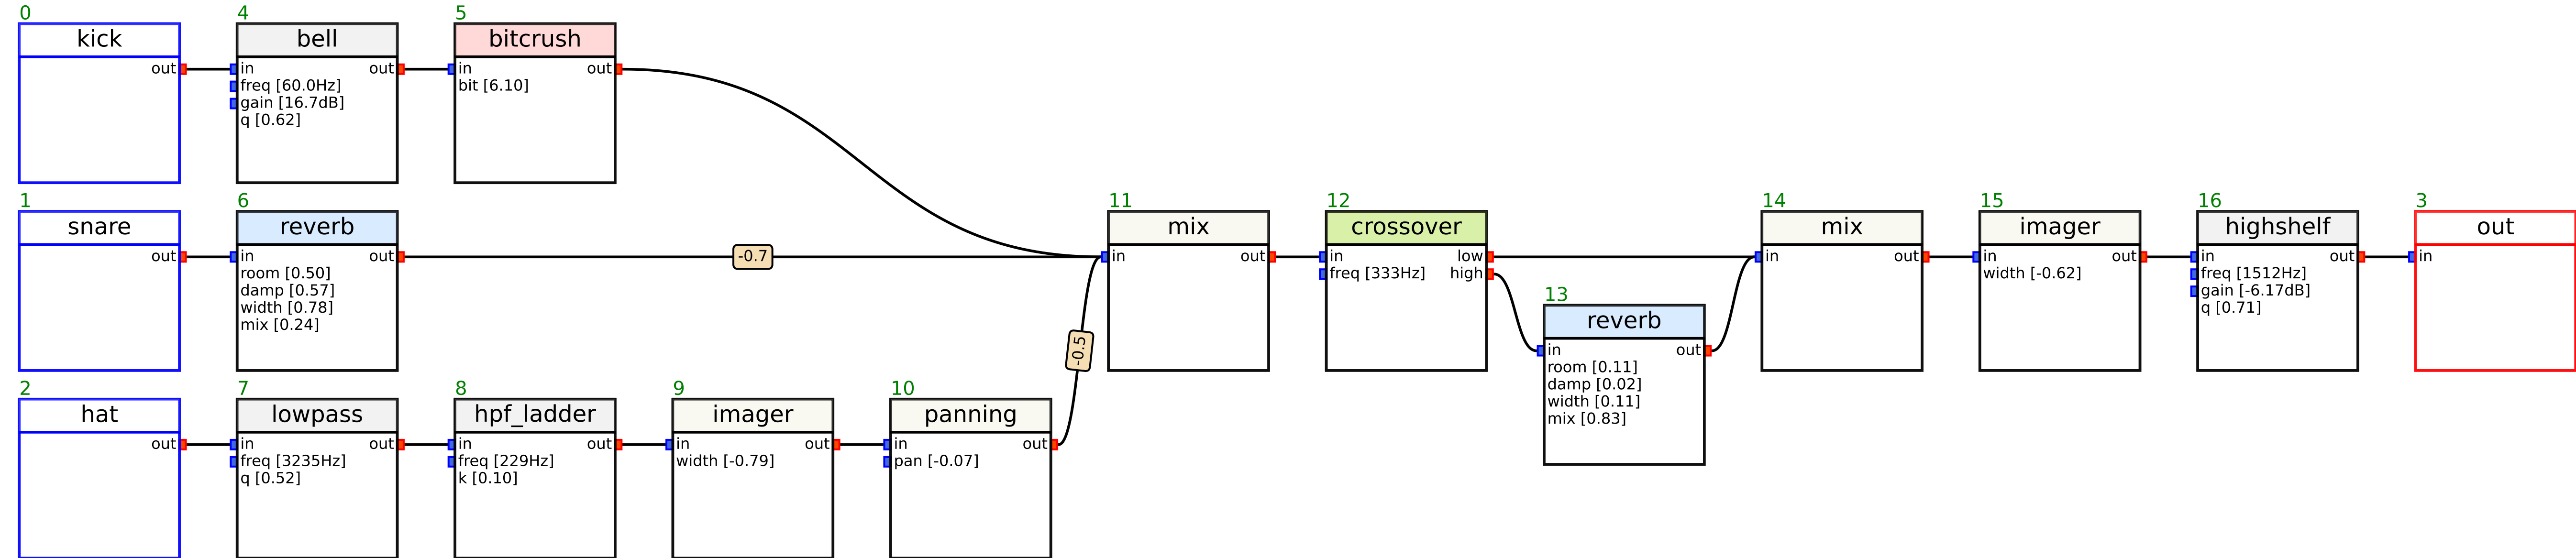 0
kick
out
4
bell
in out
freq [60.0Hz]
gain [16.7dB]
q [0.62]
5
bitcrush
in out
bit [6.10]
1
snare
out
6
reverb
in out
room [0.50]
damp [0.57]
width [0.78]
mix [0.24]
-0.7
2
hat
out
7
lowpass
in out
freq [3235Hz]
q [0.52]
8
hpf_ladder
in out
freq [229Hz]
k [0.10]
9
imager
in out
width [-0.79]
10
panning
in out
pan [-0.07]
-0.5
11
mix
in out
12
crossover
in low
freq [333Hz] high
13
reverb
in out
room [0.11]
damp [0.02]
width [0.11]
mix [0.83]
14
mix
in out
15
imager
in out
width [-0.62]
16
highshelf
in out
freq [1512Hz]
gain [-6.17dB]
q [0.71]
3
out
in